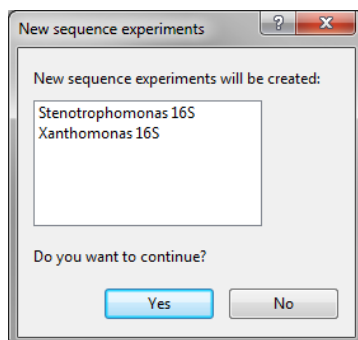 New sequence experiments
?
X
New sequence experiments will be created:
Stenotrophomonas 16S
Xanthomonas 16S
Do you want to continue?
Yes
No